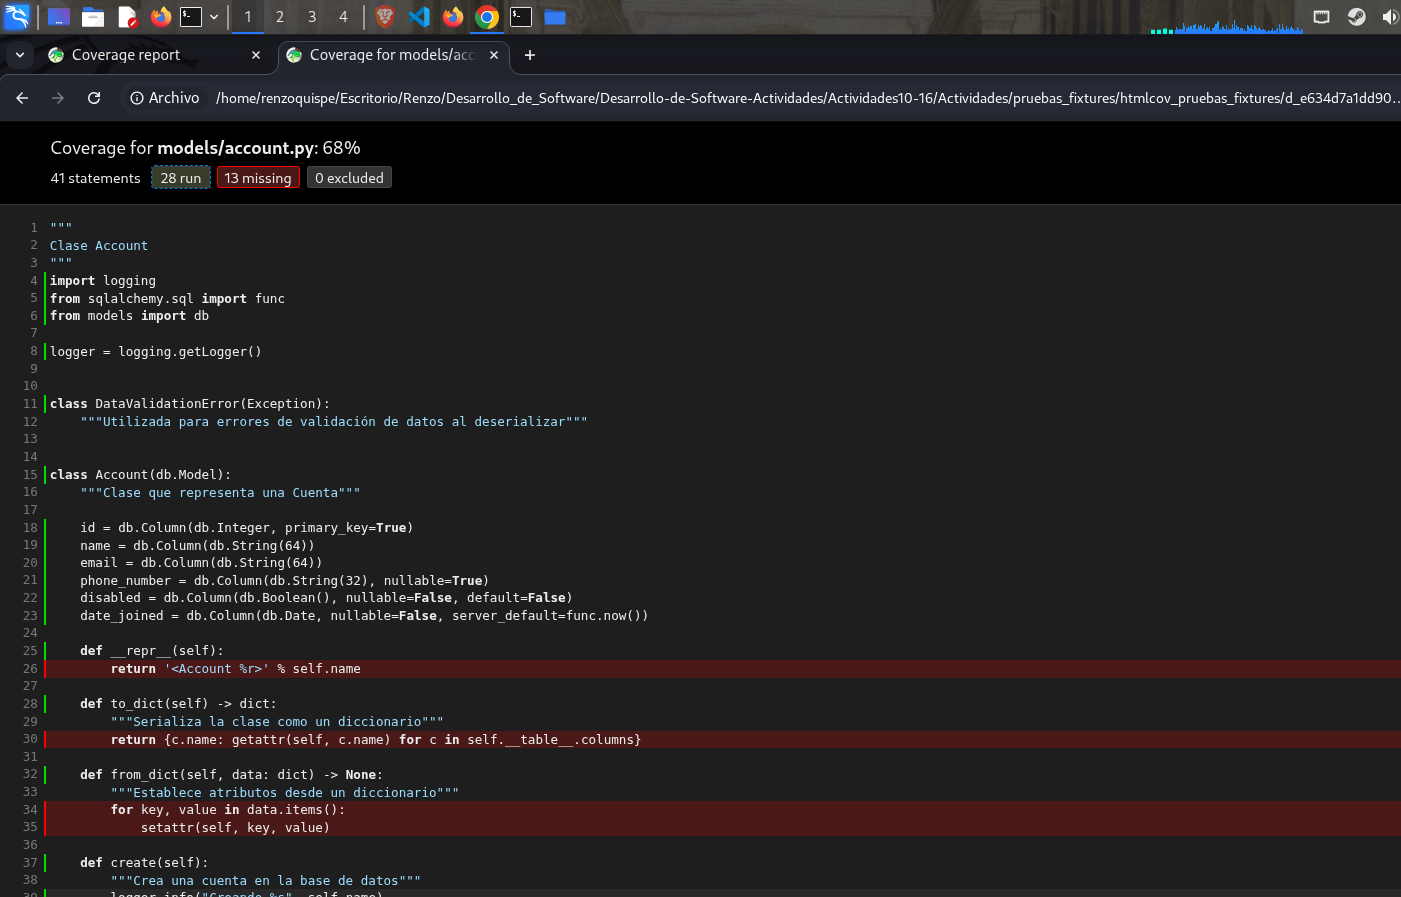 1 2 3 4
Coverage report
Coverage for models/acc
Archivo /home/renzoquispe/Escritorio/Renzo/Desarrollo_de_Software/Desarrollo-de-Software-Actividades/Actividades10-16/Actividades/pruebas_fixtures/htmlcov_pruebas_fixtures/d_e634d7a1dd90...
Coverage for models/account.py: 68%
41 statements 28 run 13 missing 0 excluded
1 """
2 Clase Account
3 """
4 import logging
5 from sqlalchemy.sql import func
6 from models import db
7
8 logger = logging.getLogger()
9
10
11 class DataValidationError(Exception):
12     """Utilizada para errores de validación de datos al deserializar"""
13
14
15 class Account(db.Model):
16     """Clase que representa una Cuenta"""
17
18     id = db.Column(db.Integer, primary_key=True)
19     name = db.Column(db.String(64))
20     email = db.Column(db.String(64))
21     phone_number = db.Column(db.String(32), nullable=True)
22     disabled = db.Column(db.Boolean(), nullable=False, default=False)
23     date_joined = db.Column(db.Date, nullable=False, server_default=func.now())
24
25     def __repr__(self):
26         return '<Account %r>' % self.name
27
28     def to_dict(self) -> dict:
29         """Serializa la clase como un diccionario"""
30         return {c.name: getattr(self, c.name) for c in self.__table__.columns}
31
32     def from_dict(self, data: dict) -> None:
33         """Establece atributos desde un diccionario"""
34         for key, value in data.items():
35             setattr(self, key, value)
36
37     def create(self):
38         """Crea una cuenta en la base de datos"""
39         logger.info("Creando %s", self.name)